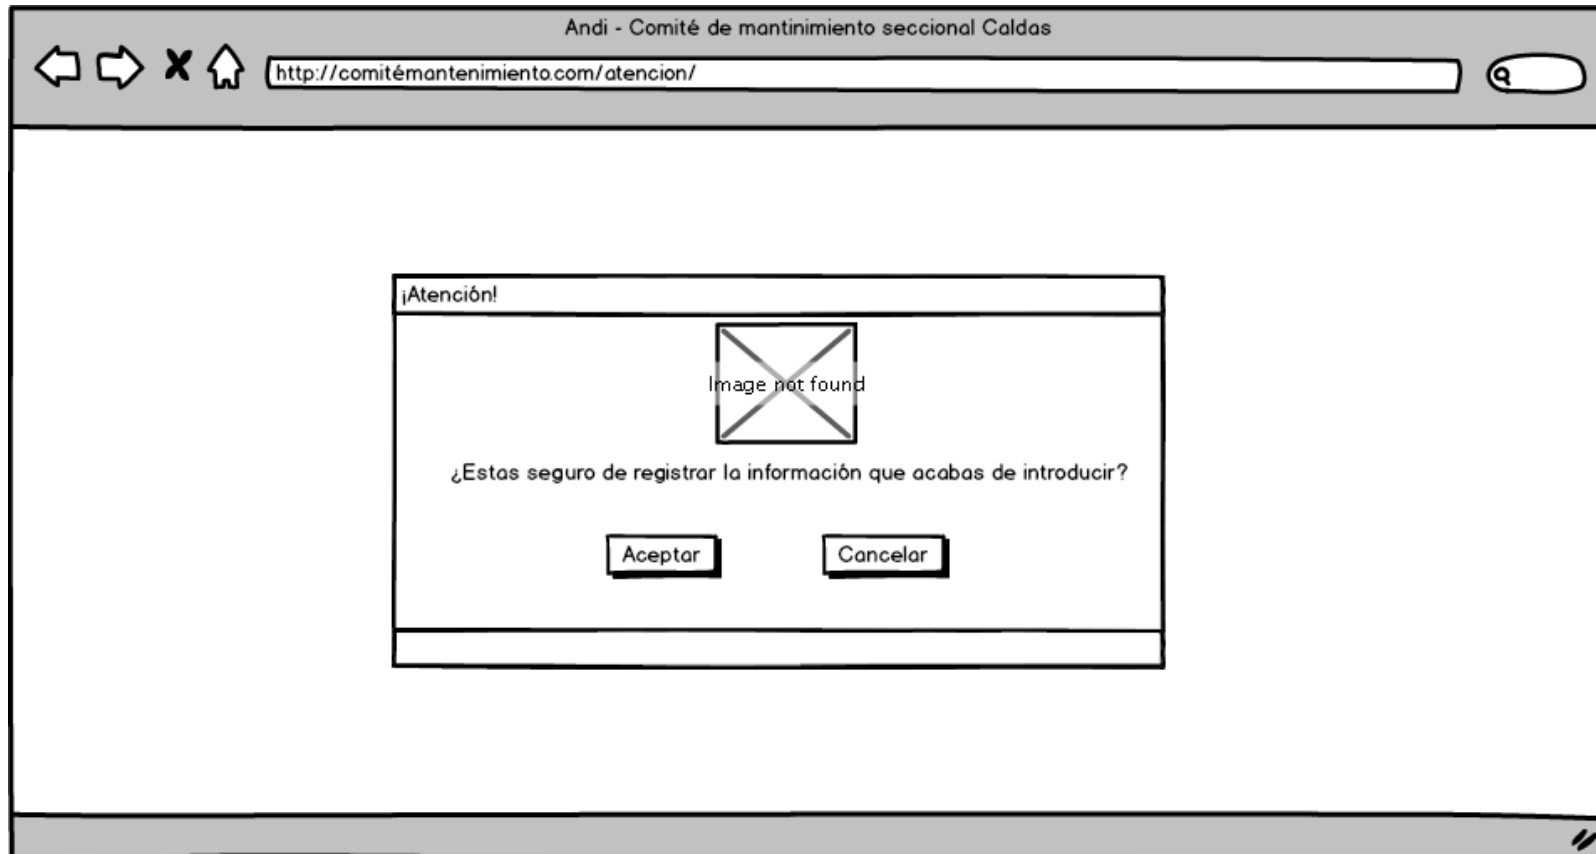 Andi - Comité de mantinimiento seccional Caldas
http://comitémantenimiento.com/atencion/
¡Atención!
Image not found
¿Estas seguro de registrar la información que acabas de introducir?
Aceptar
Cancelar